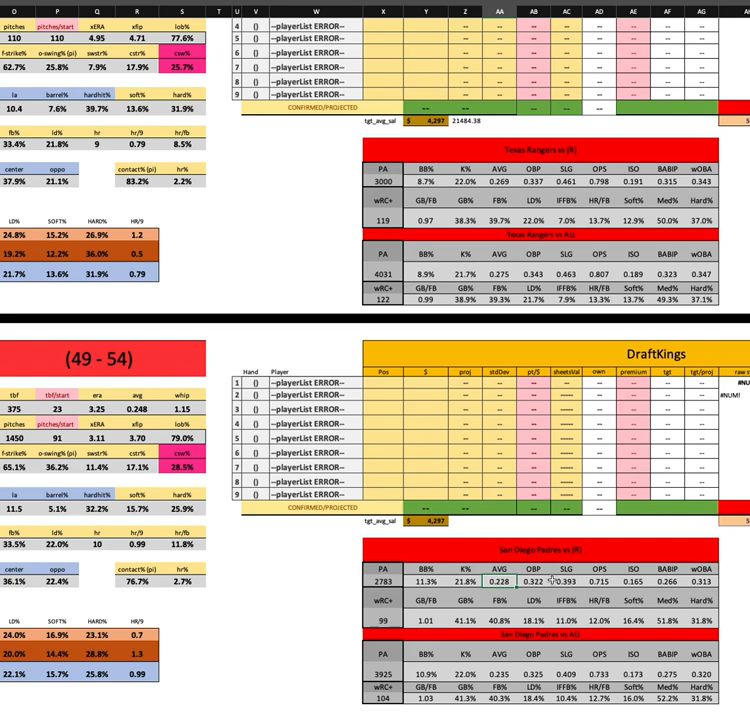 O P Q R S T U V W X Y Z AA AB AC AD AE AF AG
pitches pitches/start xERA xfip lob%
110 110 4.95 4.71 77.6%
f-strike% o-swing% (pi) swstr% cstr% csw%
62.7% 25.8% 7.9% 17.9% 25.7%
la barrel% hardhit% soft% hard%
10.4 7.6% 39.7% 13.6% 31.9%
fb% ld% hr hr/9 hr/fb
33.4% 21.8% 9 0.79 8.5%
center oppo contact% (pi) hr%
37.9% 21.1% 83.2% 2.2%
LD% SOFT% HARD% HR/9
24.8% 15.2% 26.9% 1.2
19.2% 12.2% 36.0% 0.5
21.7% 13.6% 31.9% 0.79
4 () --playerList ERROR-- -- -- -- -- --
5 () --playerList ERROR-- -- -- -- -- --
6 () --playerList ERROR-- -- -- -- -- --
7 () --playerList ERROR-- -- -- -- -- --
8 () --playerList ERROR-- -- -- -- -- --
9 () --playerList ERROR-- -- -- -- -- --
CONFIRMED/PROJECTED -- -- -- -- --
tgt_avg_sal $ 4,297 21484.38 S
Texas Rangers vs (R)
PA BB% K% AVG OBP SLG OPS ISO BABIP wOBA
3000 8.7% 22.0% 0.269 0.337 0.461 0.798 0.191 0.315 0.343
wRC+ GB/FB GB% FB% LD% IFFB% HR/FB Soft% Med% Hard%
119 0.97 38.3% 39.7% 22.0% 7.0% 13.7% 12.9% 50.0% 37.0%
Texas Rangers vs ALL
PA BB% K% AVG OBP SLG OPS ISO BABIP wOBA
4031 8.9% 21.7% 0.275 0.343 0.463 0.807 0.189 0.323 0.347
wRC+ GB/FB GB% FB% LD% IFFB% HR/FB Soft% Med% Hard%
122 0.99 38.9% 39.3% 21.7% 7.9% 13.3% 13.7% 49.3% 37.1%
(49 - 54)
tbf tbf/start era avg whip
375 23 3.25 0.248 1.15
pitches pitches/start xERA xfip lob%
1450 91 3.11 3.70 79.0%
f-strike% o-swing% (pi) swstr% cstr% csw%
65.1% 36.2% 11.4% 17.1% 28.5%
la barrel% hardhit% soft% hard%
11.5 5.1% 32.2% 15.7% 25.9%
fb% ld% hr hr/9 hr/fb
33.5% 22.0% 10 0.99 11.8%
center oppo contact% (pi) hr%
36.1% 22.4% 76.7% 2.7%
LD% SOFT% HARD% HR/9
24.0% 16.9% 23.1% 0.7
20.0% 14.4% 28.8% 1.3
22.1% 15.7% 25.8% 0.99
DraftKings
Hand Player Pos $ proj stdDev pt/$ sheetsVal own premium tgt tgt/proj raw s
1 () --playerList ERROR-- -- -- -- -- -- #NU
2 () --playerList ERROR-- -- ----- -- -- -- -- #NUM!
3 () --playerList ERROR-- -- ----- -- -- -- --
4 () --playerList ERROR-- -- ----- -- -- -- --
5 () --playerList ERROR-- -- ----- -- -- -- --
6 () --playerList ERROR-- -- ----- -- -- -- --
7 () --playerList ERROR-- -- ----- -- -- -- --
8 () --playerList ERROR-- -- ----- -- -- -- --
9 () --playerList ERROR-- -- ----- -- -- -- --
CONFIRMED/PROJECTED -- -- -- -- --
tgt_avg_sal $ 4,297 S
San Diego Padres vs (R)
PA BB% K% AVG OBP SLG OPS ISO BABIP wOBA
2783 11.3% 21.8% 0.228 0.322 0.393 0.715 0.165 0.266 0.313
wRC+ GB/FB GB% FB% LD% IFFB% HR/FB Soft% Med% Hard%
99 1.01 41.1% 40.8% 18.1% 11.0% 12.0% 16.4% 51.8% 31.8%
San Diego Padres vs ALL
PA BB% K% AVG OBP SLG OPS ISO BABIP wOBA
3925 10.9% 22.0% 0.235 0.325 0.409 0.733 0.173 0.275 0.320
wRC+ GB/FB GB% FB% LD% IFFB% HR/FB Soft% Med% Hard%
104 1.03 41.3% 40.3% 18.4% 10.4% 12.7% 16.0% 52.2% 31.8%